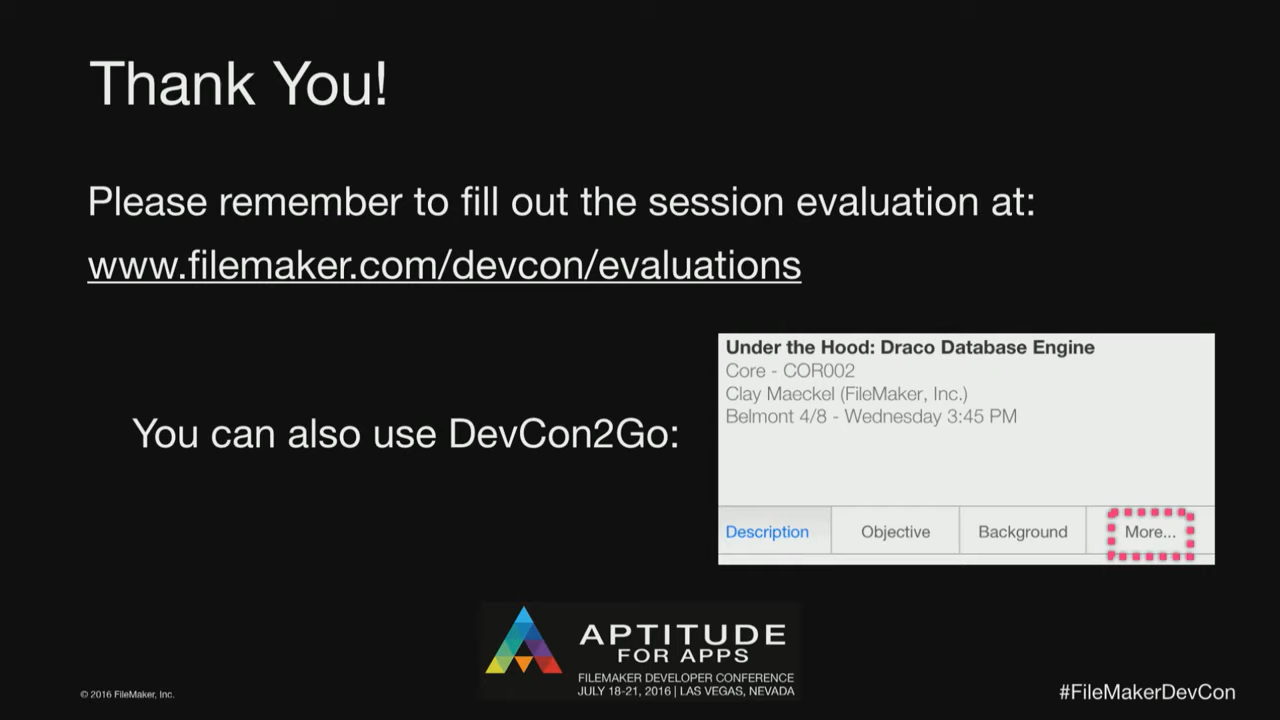 Thank You!
Please remember to fill out the session evaluation at:
www.filemaker.com/devcon/evaluations
You can also use DevCon2Go:
Under the Hood: Draco Database Engine
Core - COR002
Clay Maeckel (FileMaker, Inc.)
Belmont 4/8 - Wednesday 3:45 PM
Description Objective Background More...
APTITUDE
FOR APPS
FILEMAKER DEVELOPER CONFERENCE
JULY 18-21, 2016 | LAS VEGAS, NEVADA
© 2016 FileMaker, Inc.
#FileMakerDevCon